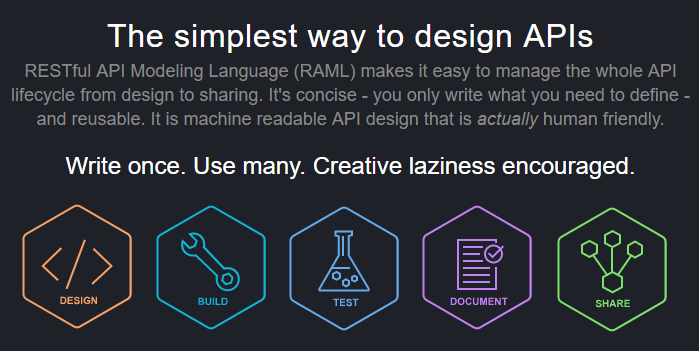 The simplest way to design APIs
RESTful API Modeling Language (RAML) makes it easy to manage the whole API
lifecycle from design to sharing. It's concise - you only write what you need to define -
and reusable. It is machine readable API design that is actually human friendly.
Write once. Use many. Creative laziness encouraged.
DESIGN
BUILD
TEST
DOCUMENT
SHARE